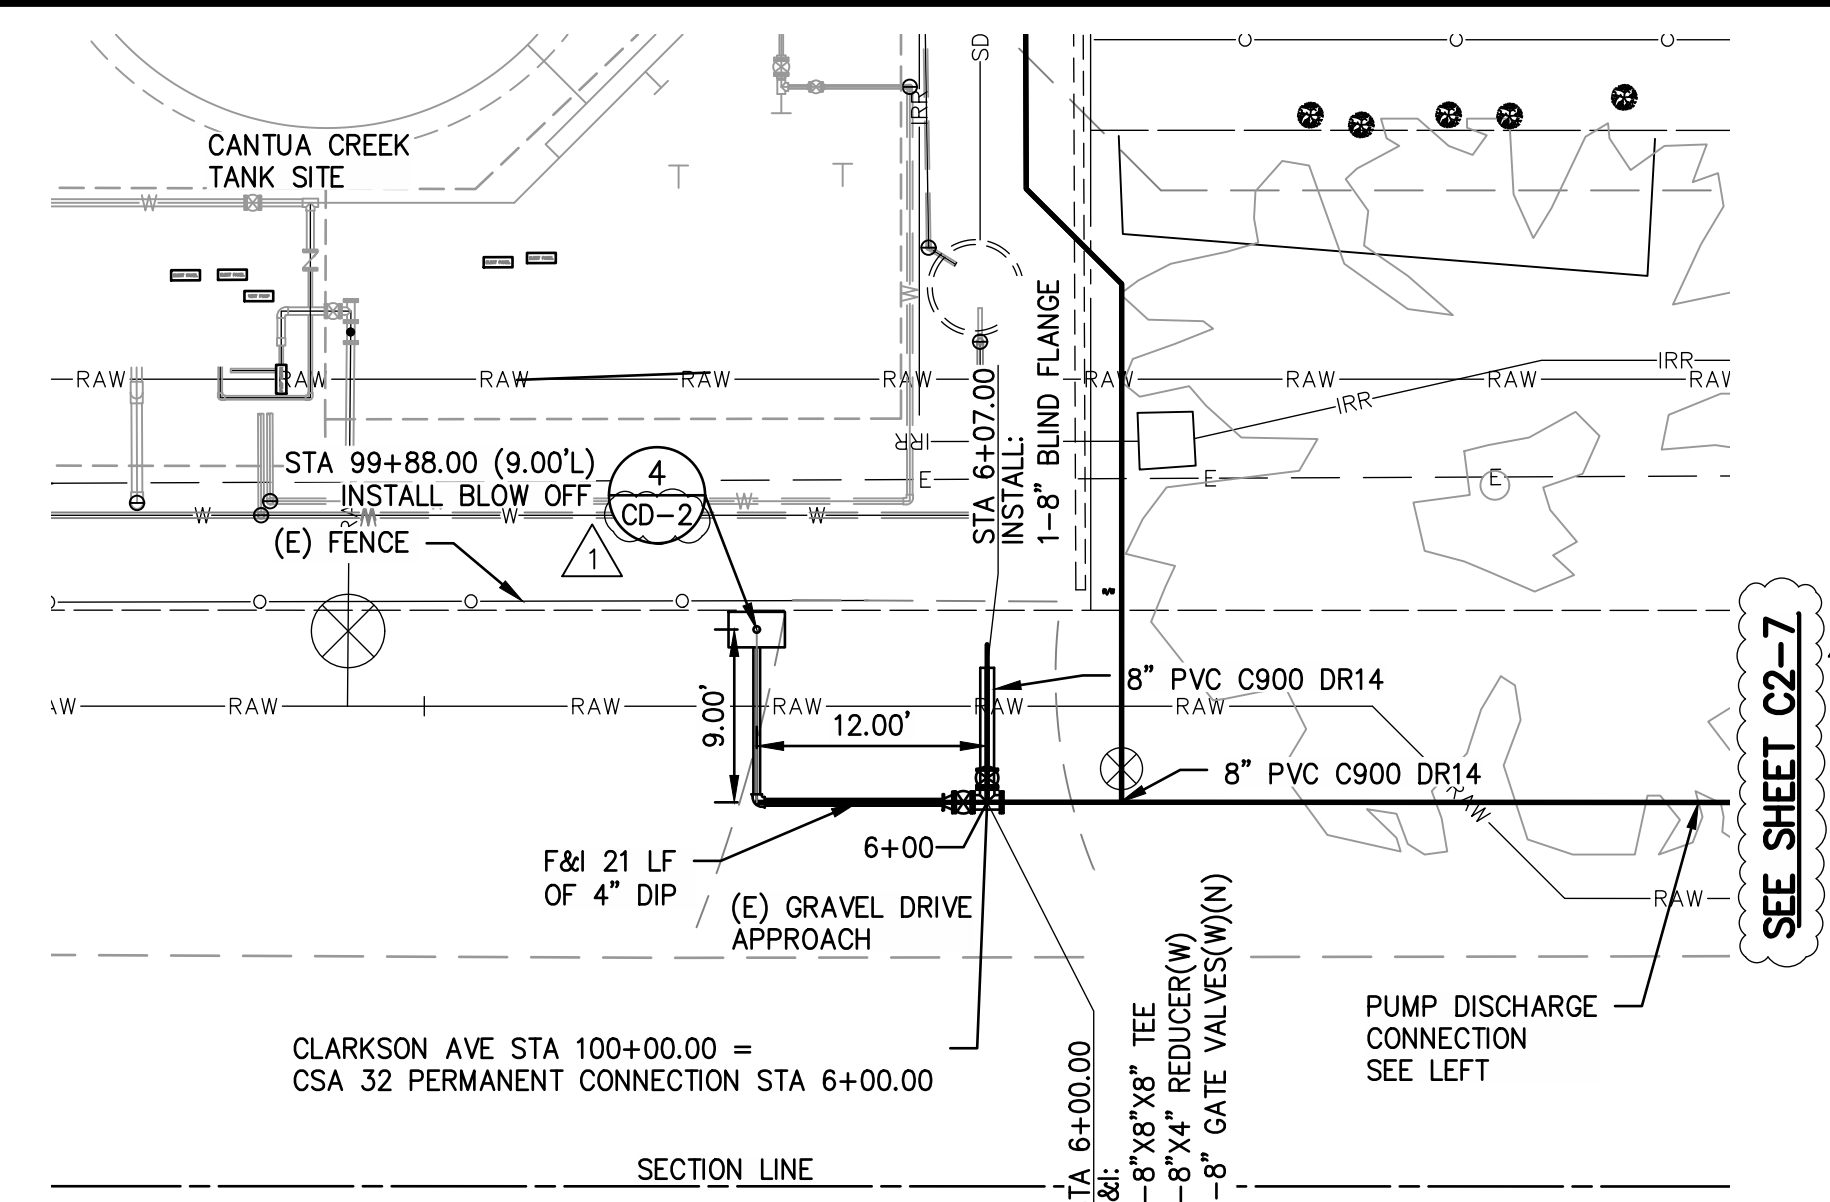 SD
IRR
CANTUA CREEK
TANK SITE
W
W
RAW
RAW
RAW
RAW
RAW
RAW
RAW
RAW
IRR
IRR
IRR
STA 99+88.00 (9.00'L)
INSTALL BLOW OFF
4
CD-2
1
W
W
W
W
E
E
E
(E) FENCE
STA 6+07.00
INSTALL:
1-8" BLIND FLANGE
8" PVC C900 DR14
RAW
RAW
RAW
RAW
RAW
9.00'
12.00'
8" PVC C900 DR14
RAW
RAW
6+00
F&I 21 LF
OF 4" DIP
(E) GRAVEL DRIVE
APPROACH
SEE SHEET C2-7
CLARKSON AVE STA 100+00.00 =
CSA 32 PERMANENT CONNECTION STA 6+00.00
PUMP DISCHARGE
CONNECTION
SEE LEFT
TA 6+00.00
&I:
-8"X8"X8" TEE
-8"X4" REDUCER(W)
-8" GATE VALVES(W)(N)
SECTION LINE